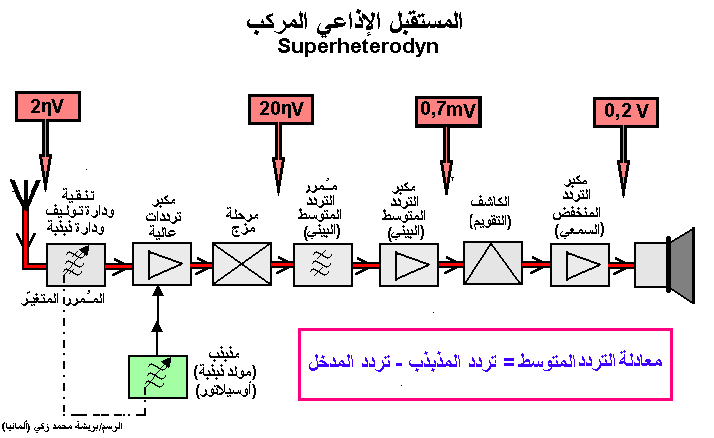 المستقبل الإذاعي المركب
Superheterodyn
2ηV
20ηV
0,7mV
0,2 V
تنقية
ودارة توليف
ودارة ذبذبة
المُمرر المتغيّر
مكبر
ترددات
عالية
مرحلة
مزج
مُمرر
التردد
المتوسط
(البيني)
مكبر
التردد
المتوسط
(البيني)
الكاشف
(التقويم)
مكبر
التردد
المنخفض
(السمعي)
مذبذب
(مولد ذبذبة)
(أوسيلاتور)
معادلة التردد المتوسط = تردد المذبذب - تردد المدخل
الرسم/بريشة محمد زكي (ألمانيا)